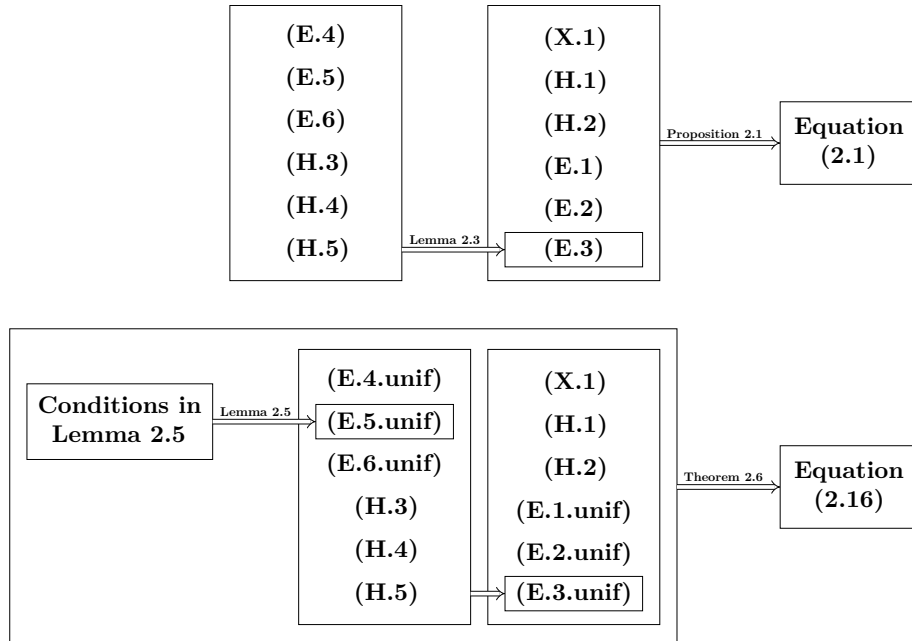 (E.4)
(E.5)
(E.6)
(H.3)
(H.4)
(H.5)
Lemma 2.3
(X.1)
(H.1)
(H.2)
(E.1)
(E.2)
(E.3)
Proposition 2.1
Equation
(2.1)
Conditions in
Lemma 2.5
Lemma 2.5
(E.4.unif)
(E.5.unif)
(E.6.unif)
(H.3)
(H.4)
(H.5)
(X.1)
(H.1)
(H.2)
(E.1.unif)
(E.2.unif)
(E.3.unif)
Theorem 2.6
Equation
(2.16)